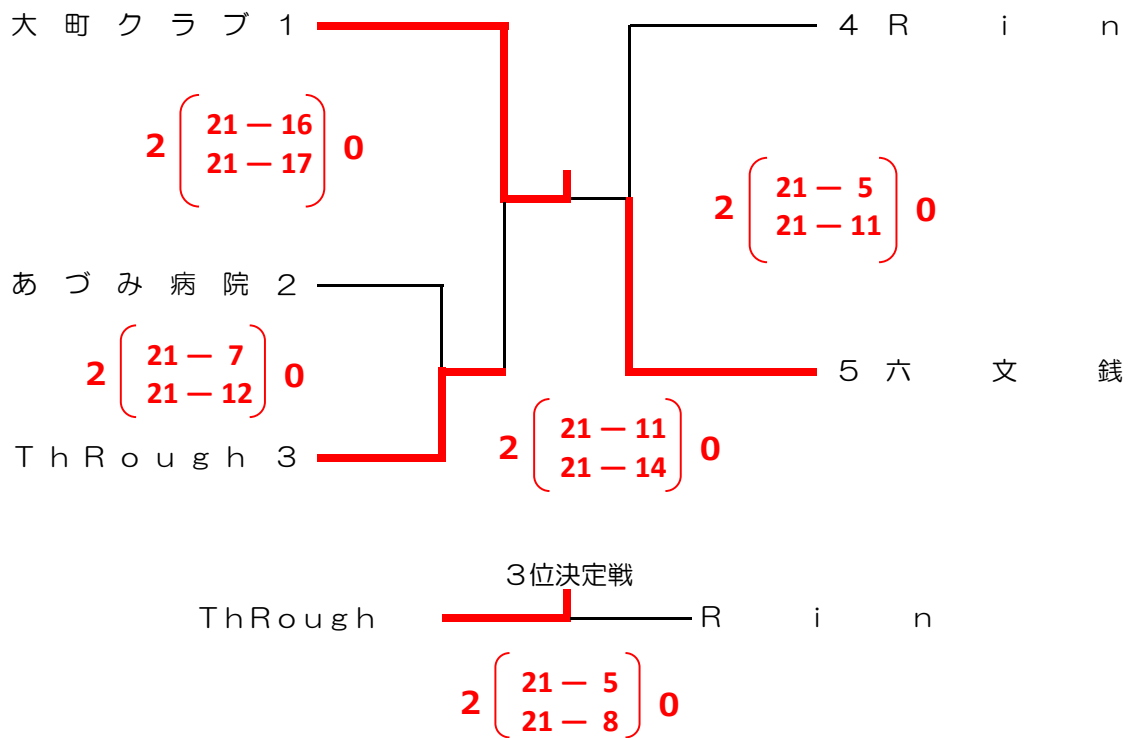 大町クラブ 1
4 Rin
21 — 16
2 0
21 — 17
21 — 5
2 0
21 — 11
あづみ病院 2
21 — 7
2 0
21 — 12
5 六文銭
21 — 11
2 0
21 — 14
ThRough 3
3位決定戦
ThRough Rin
21 — 5
2 0
21 — 8